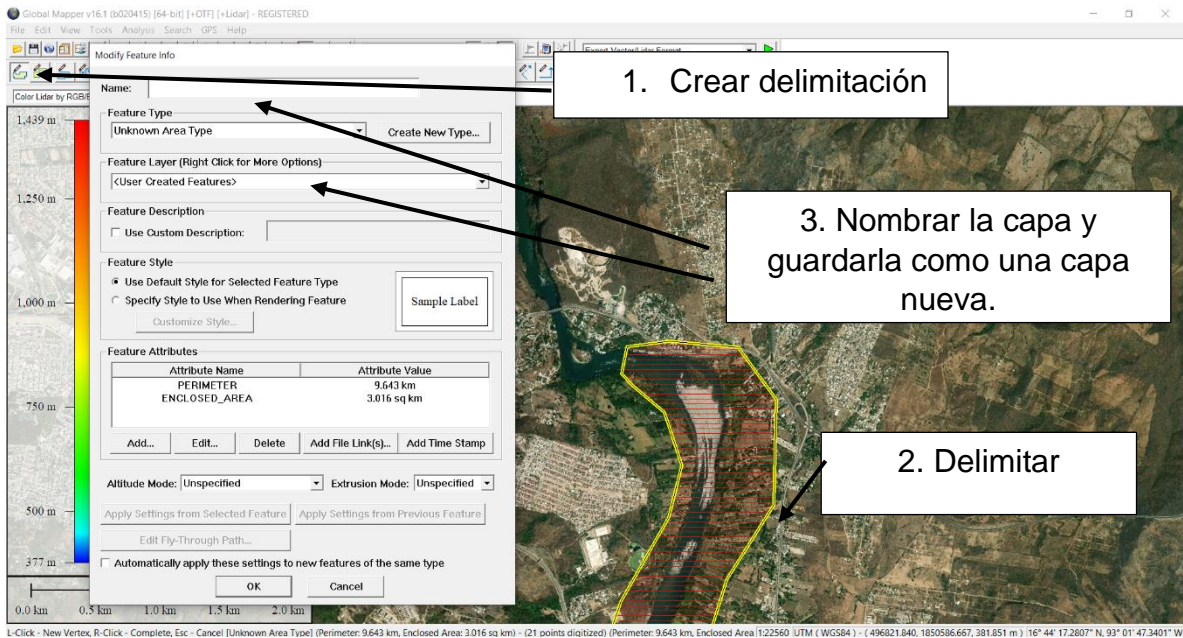 Global Mapper v16.1 (b020415) [64-bit] [+OTF] [+Lidar] - REGISTERED
File Edit View Tools Analysis Search GPS Help
Export Vector/Lidar Format
Color Lidar by RGB/E
1. Crear delimitación
Modify Feature Info
Name:
Feature Type
Unknown Area Type
Create New Type...
Feature Layer (Right Click for More Options)
<User Created Features>
Feature Description
Use Custom Description:
Feature Style
Use Default Style for Selected Feature Type
Specify Style to Use When Rendering Feature
Customize Style...
Sample Label
Feature Attributes
Attribute Name Attribute Value
PERIMETER 9.643 km
ENCLOSED_AREA 3.016 sq km
Add... Edit... Delete Add File Link(s)... Add Time Stamp
Altitude Mode: Unspecified Extrusion Mode: Unspecified
Apply Settings from Selected Feature Apply Settings from Previous Feature
Edit Fly-Through Path...
Automatically apply these settings to new features of the same type
OK Cancel
1,439 m
1,250 m
1,000 m
750 m
500 m
377 m
0.0 km 0.5 km 1.0 km 1.5 km 2.0 km
3. Nombrar la capa y
guardarla como una capa
nueva.
2. Delimitar
L-Click - New Vertex, R-Click - Complete, Esc - Cancel [Unknown Area Type] (Perimeter: 9.643 km, Enclosed Area: 3.016 sq km) - (21 points digitized) (Perimeter: 9.643 km, Enclosed Area 1:22560 UTM ( WGS84 ) - ( 496821.840, 1850586.667, 381.851 m ) 16° 44' 17.2807" N, 93° 01' 47.3401" W